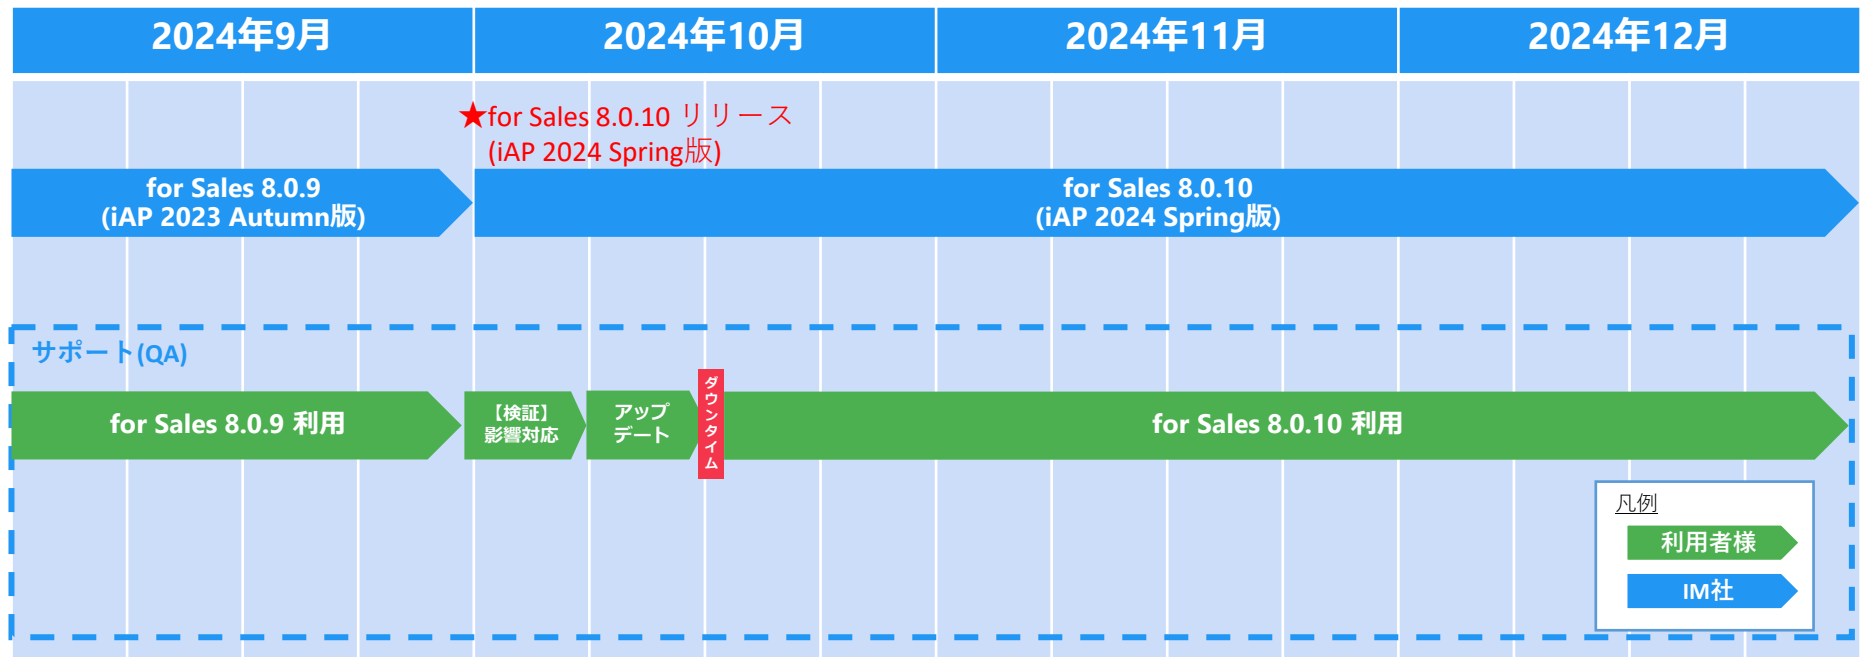 2024年9月
2024年10月
2024年11月
2024年12月
★for Sales 8.0.10 リリース
(iAP 2024 Spring版)
for Sales 8.0.9
(iAP 2023 Autumn版)
for Sales 8.0.10
(iAP 2024 Spring版)
サポート(QA)
for Sales 8.0.9 利用
【検証】
影響対応
アップ
デート
ダウンタイム
for Sales 8.0.10 利用
凡例
利用者様
IM社